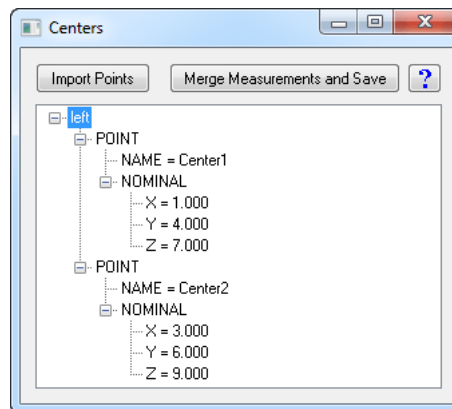 Centers
Import Points Merge Measurements and Save ?
left
POINT
NAME = Center1
NOMINAL
X = 1.000
Y = 4.000
Z = 7.000
POINT
NAME = Center2
NOMINAL
X = 3.000
Y = 6.000
Z = 9.000